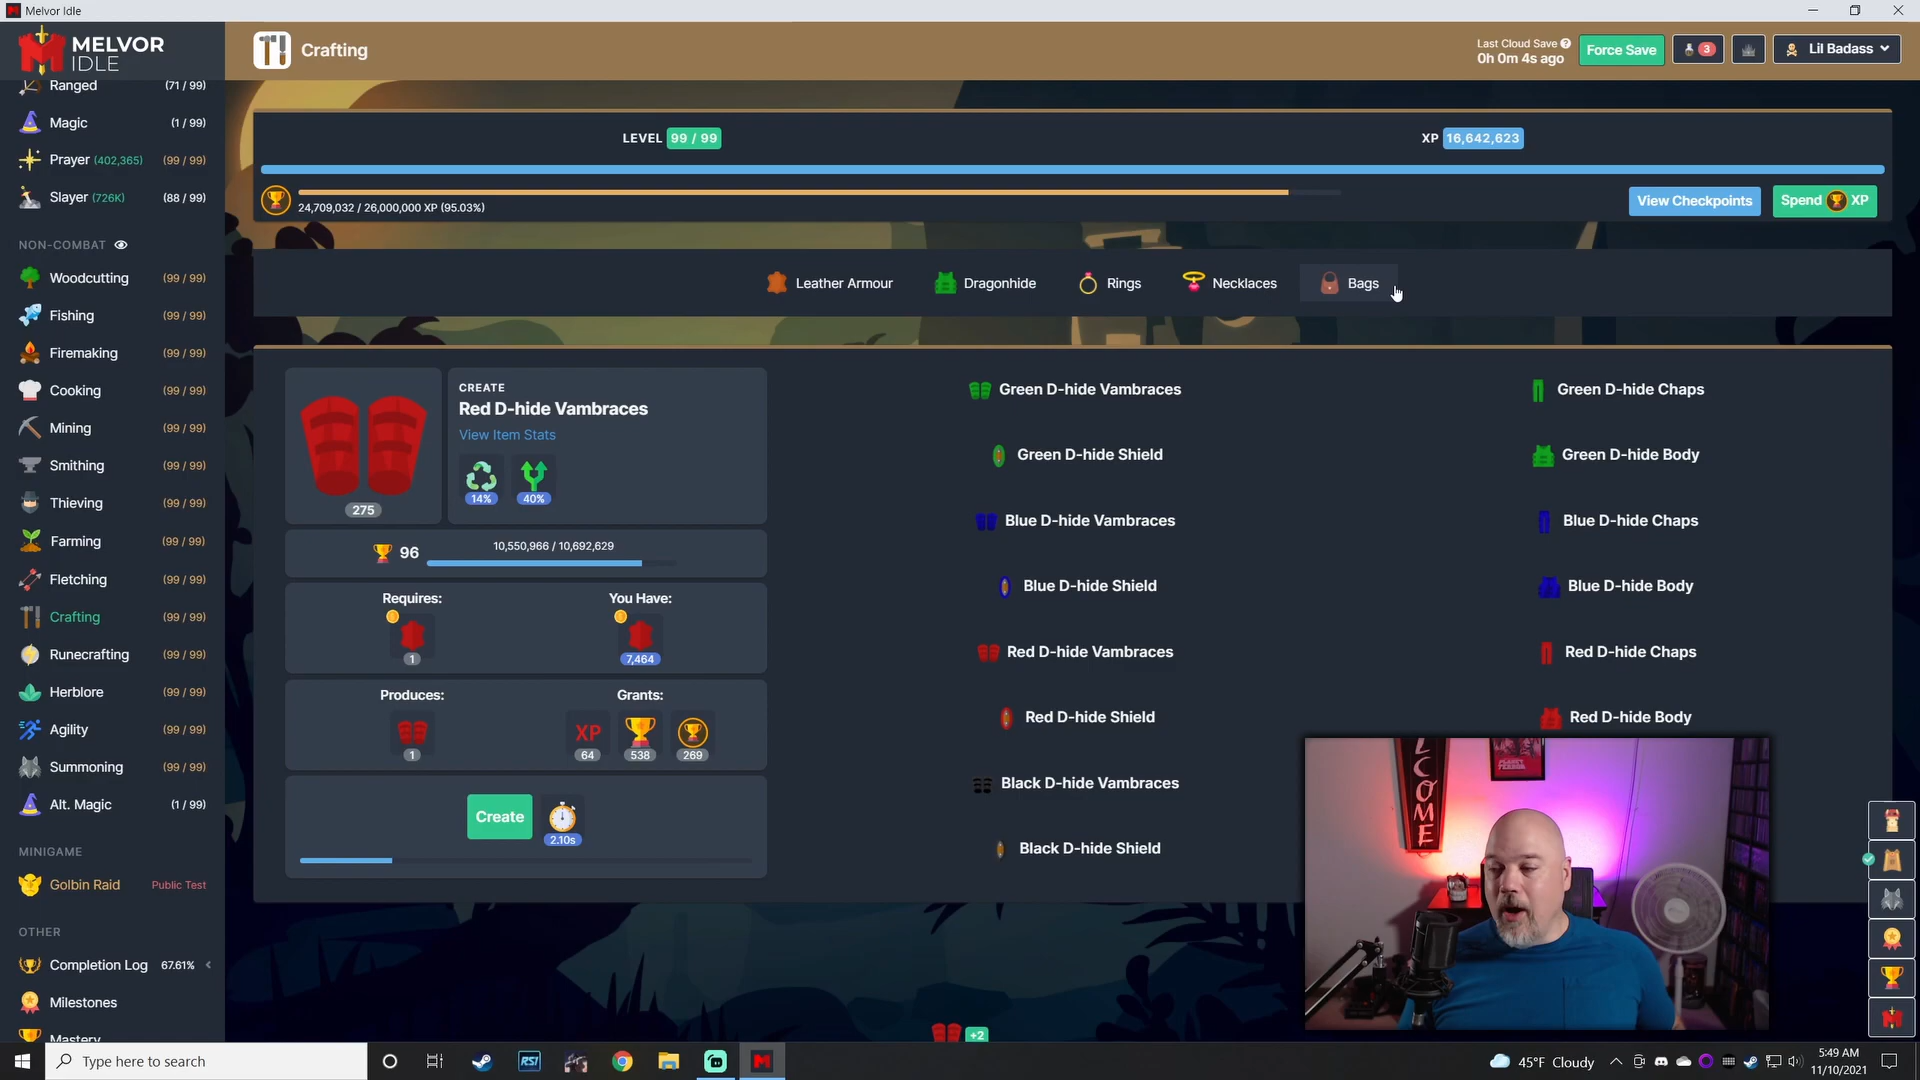 Melvor Idle
MELVOR
IDLE
Crafting
Last Cloud Save
0h 0m 4s ago
Force Save
3
Lil Badass
Ranged (71 / 99)
Magic (1 / 99)
Prayer (402,365) (99 / 99)
Slayer (726K) (88 / 99)
NON-COMBAT
Woodcutting (99 / 99)
Fishing (99 / 99)
Firemaking (99 / 99)
Cooking (99 / 99)
Mining (99 / 99)
Smithing (99 / 99)
Thieving (99 / 99)
Farming (99 / 99)
Fletching (99 / 99)
Crafting (99 / 99)
Runecrafting (99 / 99)
Herblore (99 / 99)
Agility (99 / 99)
Summoning (99 / 99)
Alt. Magic (1 / 99)
MINIGAME
Golbin Raid Public Test
OTHER
Completion Log 67.61%
Milestones
Mastery
LEVEL 99 / 99
XP 16,642,623
24,709,032 / 26,000,000 XP (95.03%)
View Checkpoints
Spend XP
Leather Armour
Dragonhide
Rings
Necklaces
Bags
275
CREATE
Red D-hide Vambraces
View Item Stats
14%
40%
96
10,550,966 / 10,692,629
Requires:
1
You Have:
7,464
Produces:
1
Grants:
XP
64
538
269
Create
2.10s
Green D-hide Vambraces
Green D-hide Chaps
Green D-hide Shield
Green D-hide Body
Blue D-hide Vambraces
Blue D-hide Chaps
Blue D-hide Shield
Blue D-hide Body
Red D-hide Vambraces
Red D-hide Chaps
Red D-hide Shield
Red D-hide Body
Black D-hide Vambraces
Black D-hide Shield
LCOME
+2
Type here to search
RSI
45°F Cloudy
5:49 AM
11/10/2021